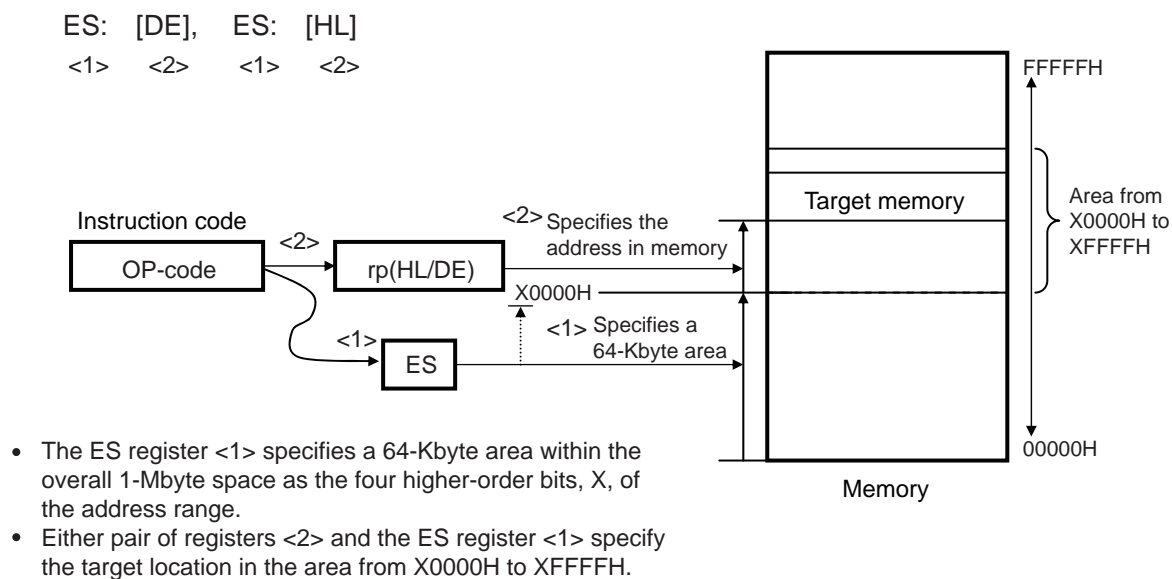 ES: [DE], ES: [HL]
<1> <2> <1> <2>
FFFFFH
Target memory
Area from
X0000H to
XFFFFH
Instruction code
OP-code
<2>
rp(HL/DE)
<2> Specifies the
address in memory
X0000H
<1>
ES
<1> Specifies a
64-Kbyte area
00000H
Memory
• The ES register <1> specifies a 64-Kbyte area within the
overall 1-Mbyte space as the four higher-order bits, X, of
the address range.
• Either pair of registers <2> and the ES register <1> specify
the target location in the area from X0000H to XFFFFH.